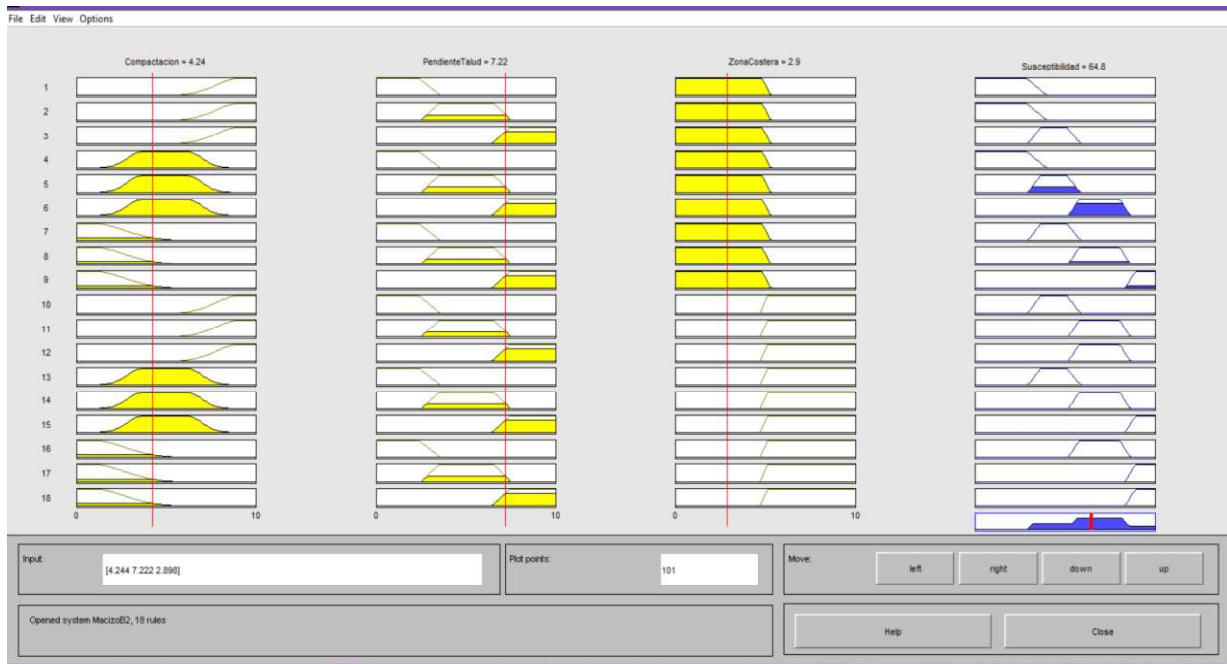 File Edit View Options
Compactacion = 4.24
PendienteTalud = 7.22
ZonaCostera = 2.9
Susceptibilidad = 64.8
1
2
3
4
5
6
7
8
9
10
11
12
13
14
15
16
17
18
0 10
0 10
0 10
Input:
[4.244 7.222 2.898]
Plot points:
101
Move:
left
right
down
up
Opened system MacizoB2, 18 rules
Help
Close